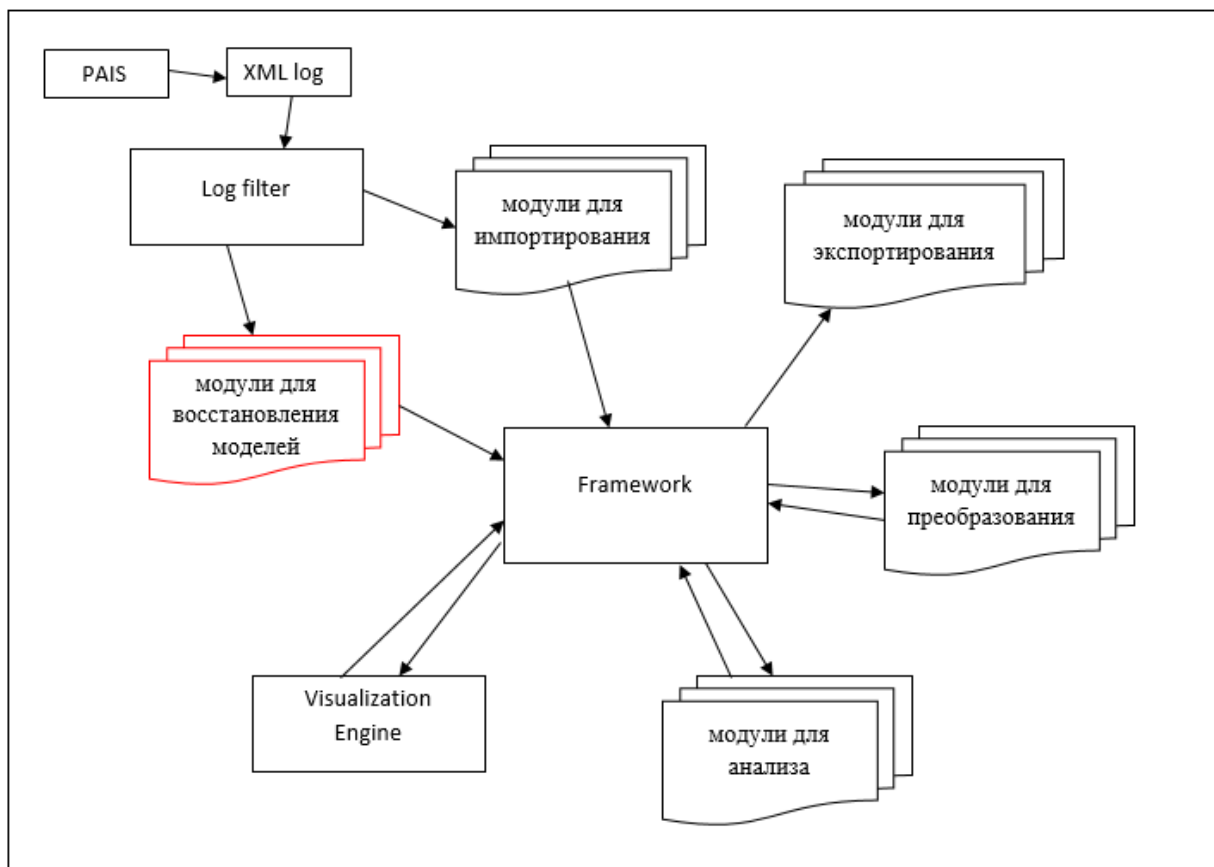 PAIS
XML log
Log filter
модули для
импортирования
модули для
экспортирования
модули для
восстановления
моделей
Framework
модули для
преобразования
Visualization
Engine
модули для
анализа